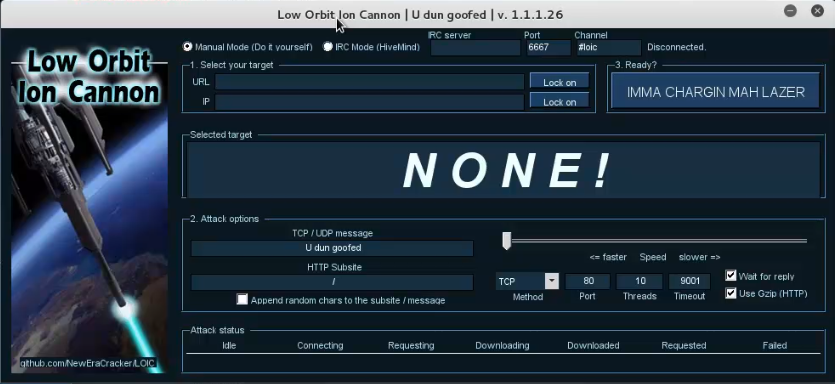 Low Orbit Ion Cannon | U dun goofed | v. 1.1.1.26
Low Orbit
Ion Cannon
Manual Mode (Do it yourself)
IRC Mode (HiveMind)
IRC server
Port
Channel
6667
#loic
Disconnected.
1. Select your target
URL
Lock on
IP
Lock on
3. Ready?
IMMA CHARGIN MAH LAZER
Selected target
NONE!
2. Attack options
TCP / UDP message
U dun goofed
HTTP Subsite
/
Append random chars to the subsite / message
<= faster Speed slower =>
TCP
80
10
9001
Method
Port
Threads
Timeout
Wait for reply
Use Gzip (HTTP)
Attack status
Idle Connecting Requesting Downloading Downloaded Requested Failed
github.com/NewEraCracker/LOIC